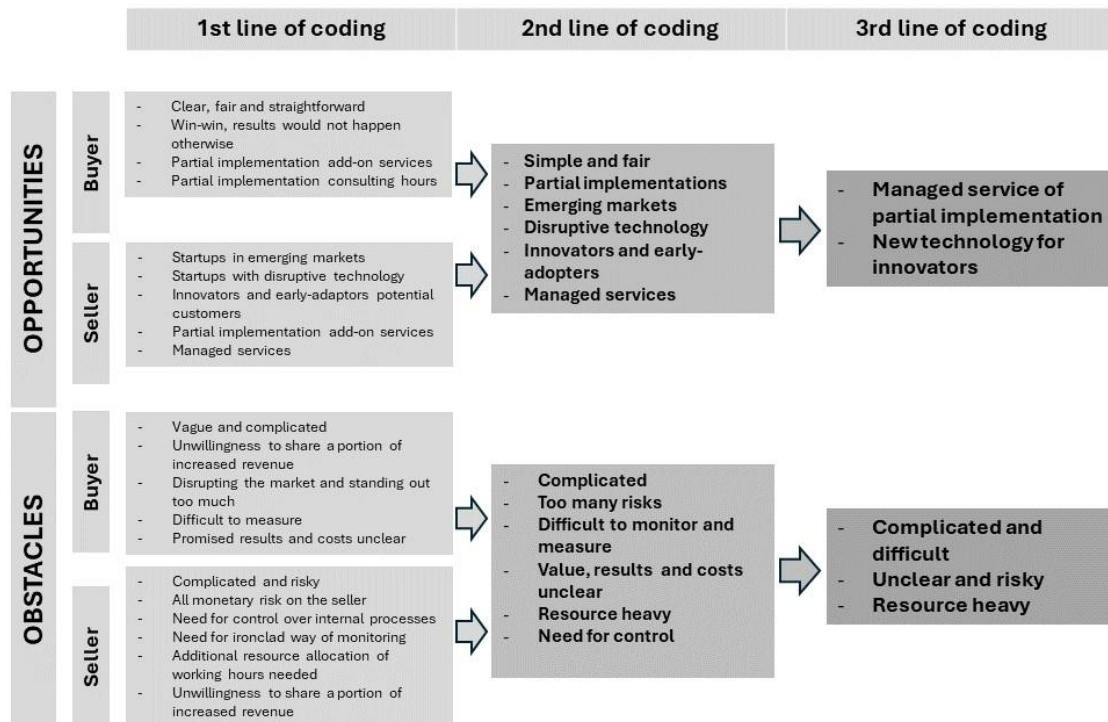 1st line of coding
2nd line of coding
3rd line of coding
OPPORTUNITIES
Buyer
- Clear, fair and straightforward
- Win-win, results would not happen
otherwise
- Partial implementation add-on services
- Partial implementation consulting hours
Seller
- Startups in emerging markets
- Startups with disruptive technology
- Innovators and early-adaptors potential
customers
- Partial implementation add-on services
- Managed services
- Simple and fair
- Partial implementations
- Emerging markets
- Disruptive technology
- Innovators and early-
adopters
- Managed services
- Managed service of
partial implementation
- New technology for
innovators
OBSTACLES
Buyer
- Vague and complicated
- Unwillingness to share a portion of
increased revenue
- Disrupting the market and standing out
too much
- Difficult to measure
- Promised results and costs unclear
Seller
- Complicated and risky
- All monetary risk on the seller
- Need for control over internal processes
- Need for ironclad way of monitoring
- Additional resource allocation of
working hours needed
- Unwillingness to share a portion of
increased revenue
- Complicated
- Too many risks
- Difficult to monitor and
measure
- Value, results and costs
unclear
- Resource heavy
- Need for control
- Complicated and
difficult
- Unclear and risky
- Resource heavy